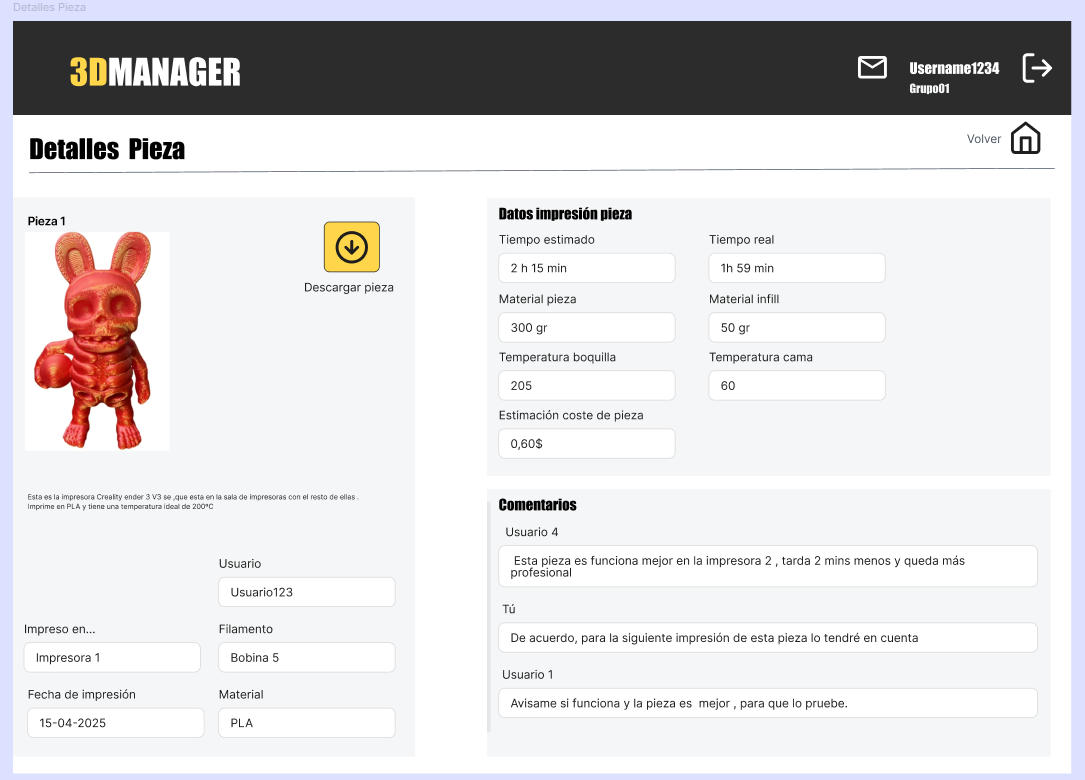 Detalles Pieza
3DMANAGER
Username1234
Grupo01
Detalles Pieza
Volver
Pieza 1
Descargar pieza
Esta es la impresora Creality ender 3 V3 se ,que esta en la sala de impresoras con el resto de ellas .
Imprime en PLA y tiene una temperatura ideal de 200ºC
Usuario
Usuario123
Impreso en...
Filamento
Impresora 1
Bobina 5
Fecha de impresión
Material
15-04-2025
PLA
Datos impresión pieza
Tiempo estimado
Tiempo real
2 h 15 min
1h 59 min
Material pieza
Material infill
300 gr
50 gr
Temperatura boquilla
Temperatura cama
205
60
Estimación coste de pieza
0,60$
Comentarios
Usuario 4
Esta pieza es funciona mejor en la impresora 2 , tarda 2 mins menos y queda más
profesional
Tú
De acuerdo, para la siguiente impresión de esta pieza lo tendré en cuenta
Usuario 1
Avisame si funciona y la pieza es mejor , para que lo pruebe.